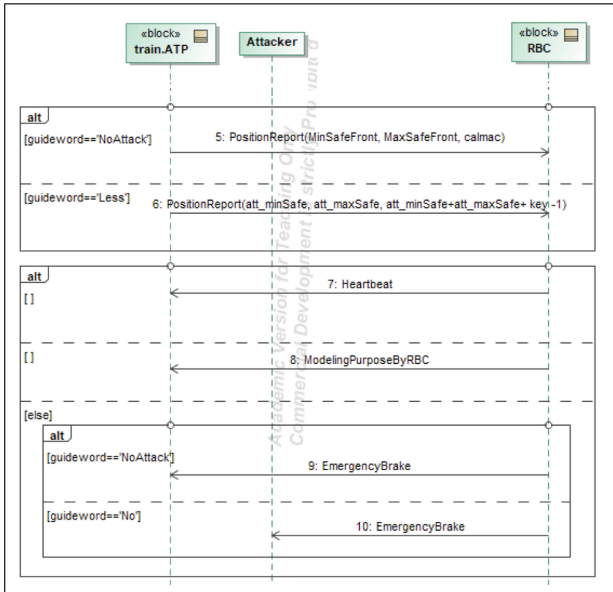 «block»
train.ATP
Attacker
«block»
RBC
alt
[guideword=='NoAttack']
5: PositionReport(MinSafeFront, MaxSafeFront, calmac)
[guideword=='Less']
6: PositionReport(att_minSafe, att_maxSafe, att_minSafe+att_maxSafe+ key -1)
alt
7: Heartbeat
[ ]
[ ]
8: ModelingPurposeByRBC
[else]
alt
[guideword=='NoAttack']
9: EmergencyBrake
[guideword=='No']
10: EmergencyBrake
Academic Version for Teaching Only
Commercial Development is strictly Prohibited